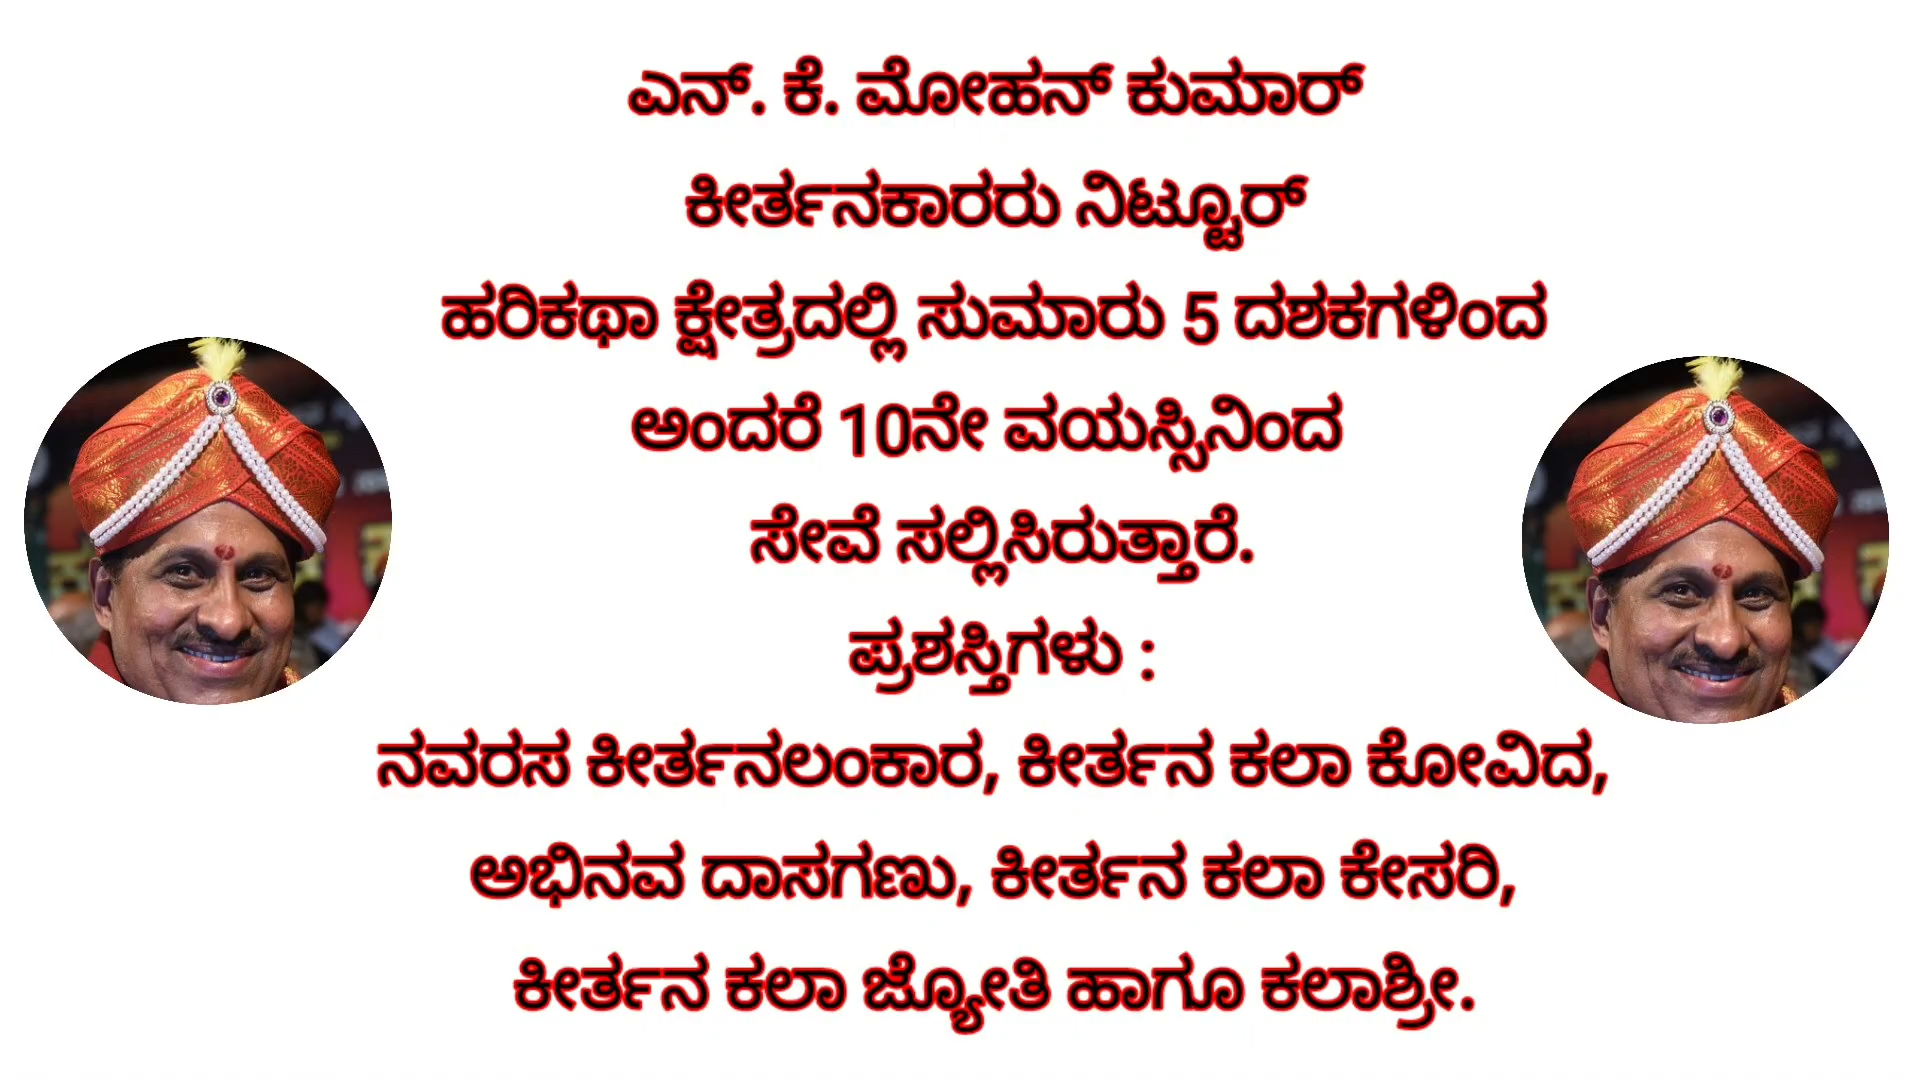 ಎನ್. ಕೆ. ಮೋಹನ್ ಕುಮಾರ್
ಕೀರ್ತನಕಾರರು ನಿಟ್ಟೂರ್
ಹರಿಕಥಾ ಕ್ಷೇತ್ರದಲ್ಲಿ ಸುಮಾರು 5 ದಶಕಗಳಿಂದ
ಅಂದರೆ 10ನೇ ವಯಸ್ಸಿನಿಂದ
ಸೇವೆ ಸಲ್ಲಿಸಿರುತ್ತಾರೆ.
ಪ್ರಶಸ್ತಿಗಳು :
ನವರಸ ಕೀರ್ತನಲಂಕಾರ, ಕೀರ್ತನ ಕಲಾ ಕೋವಿದ,
ಅಭಿನವ ದಾಸಗಣು, ಕೀರ್ತನ ಕಲಾ ಕೇಸರಿ,
ಕೀರ್ತನ ಕಲಾ ಜ್ಯೋತಿ ಹಾಗೂ ಕಲಾಶ್ರೀ.